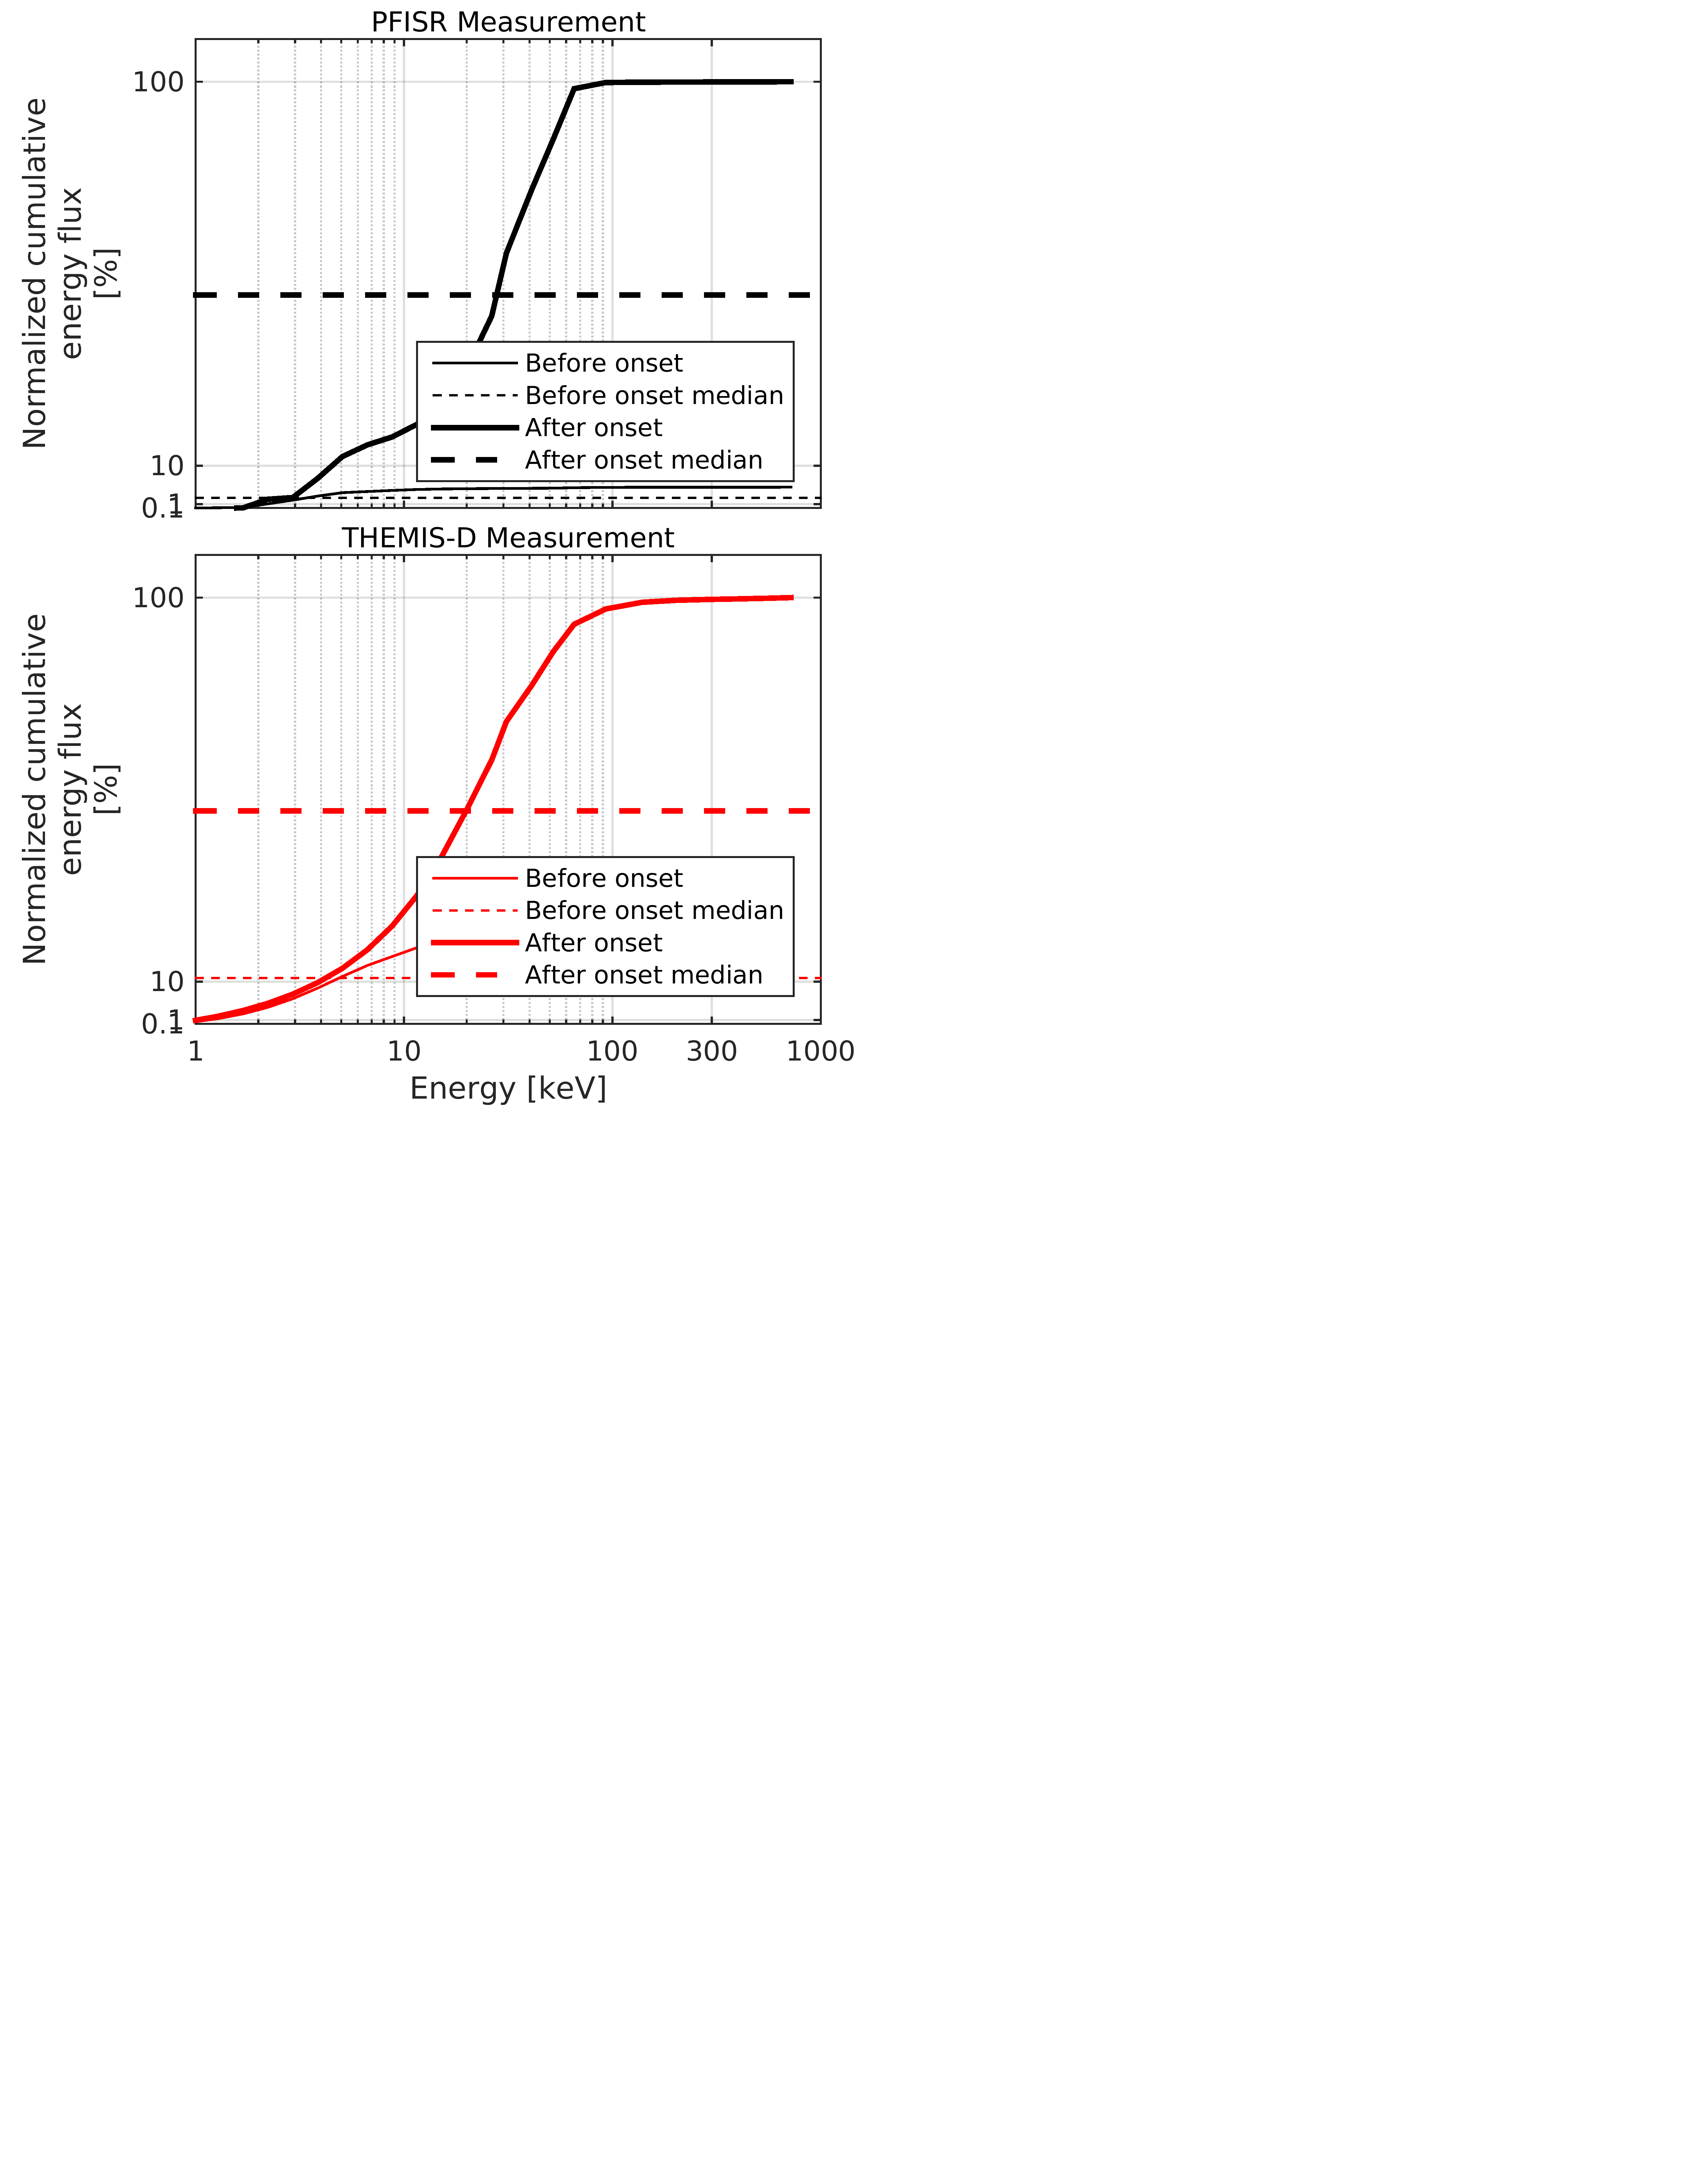 PFISR Measurement
100
10
1
0.1
Normalized cumulative
energy flux
[%]
Before onset
Before onset median
After onset
After onset median
THEMIS-D Measurement
100
10
1
0.1
Normalized cumulative
energy flux
[%]
Before onset
Before onset median
After onset
After onset median
1 10 100 300 1000
Energy [keV]